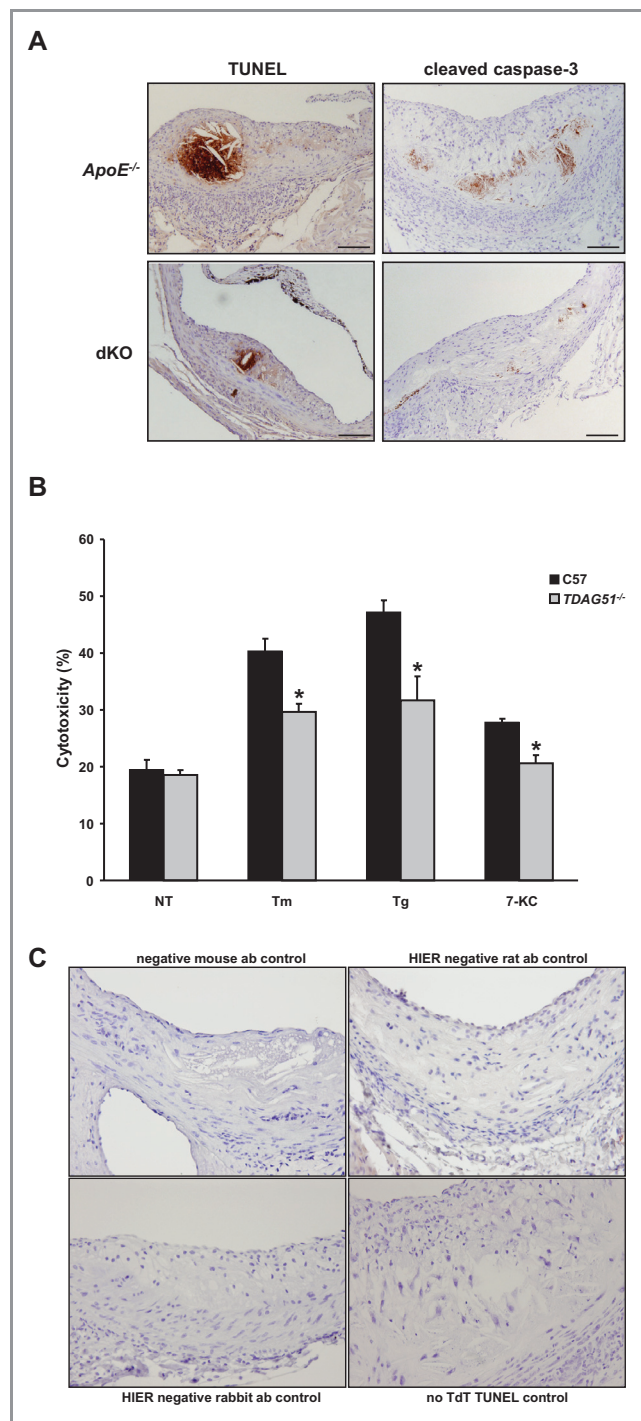 A
TUNEL
cleaved caspase-3
ApoE-/-
dKO
B
60
50
40
30
20
10
0
Cytotoxicity (%)
C57
TDAG51-/-
*
*
*
NT
Tm
Tg
7-KC
C
negative mouse ab control
HIER negative rat ab control
HIER negative rabbit ab control
no TdT TUNEL control